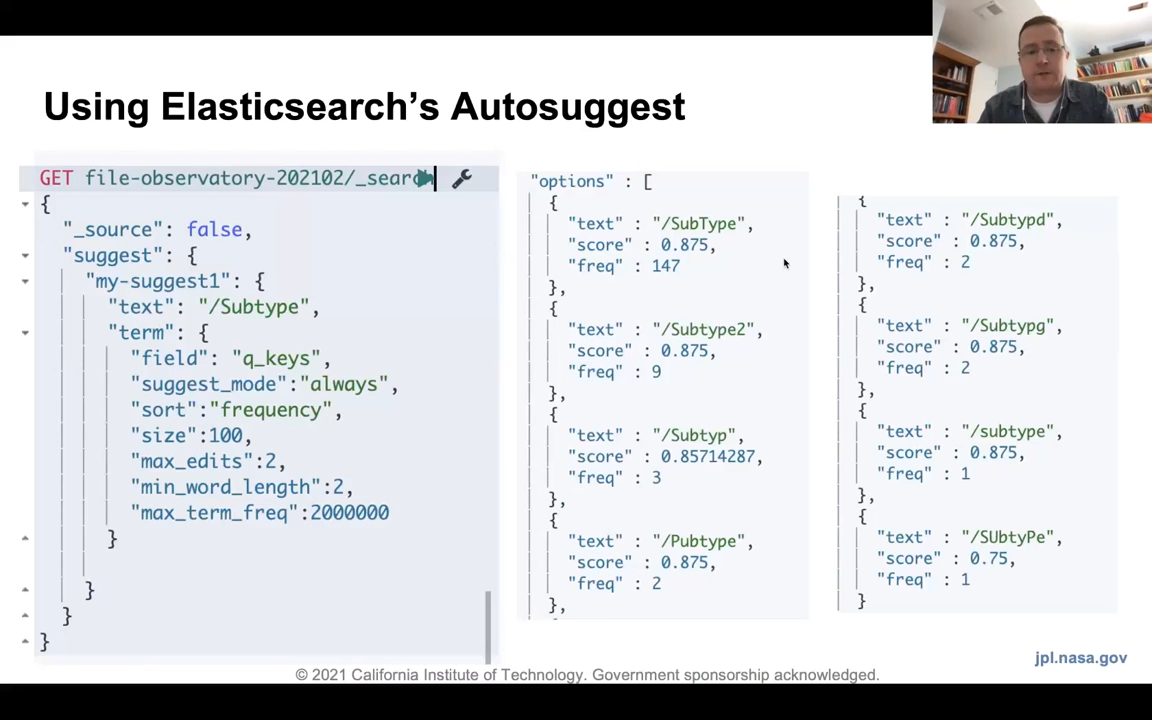 Using Elasticsearch's Autosuggest
GET file-observatory-202102/_search
{
"_source": false,
"suggest": {
"my-suggest1": {
"text": "/Subtype",
"term": {
"field": "q_keys",
"suggest_mode":"always",
"sort":"frequency",
"size":100,
"max_edits":2,
"min_word_length":2,
"max_term_freq":2000000
}
}
}
}
"options" : [
{
"text" : "/SubType",
"score" : 0.875,
"freq" : 147
},
{
"text" : "/Subtype2",
"score" : 0.875,
"freq" : 9
},
{
"text" : "/Subtyp",
"score" : 0.85714287,
"freq" : 3
},
{
"text" : "/Pubtype",
"score" : 0.875,
"freq" : 2
},
{
"text" : "/Subtypd",
"score" : 0.875,
"freq" : 2
},
{
"text" : "/Subtypg",
"score" : 0.875,
"freq" : 2
},
{
"text" : "/subtype",
"score" : 0.875,
"freq" : 1
},
{
"text" : "/SUbtyPe",
"score" : 0.75,
"freq" : 1
}
jpl.nasa.gov
© 2021 California Institute of Technology. Government sponsorship acknowledged.